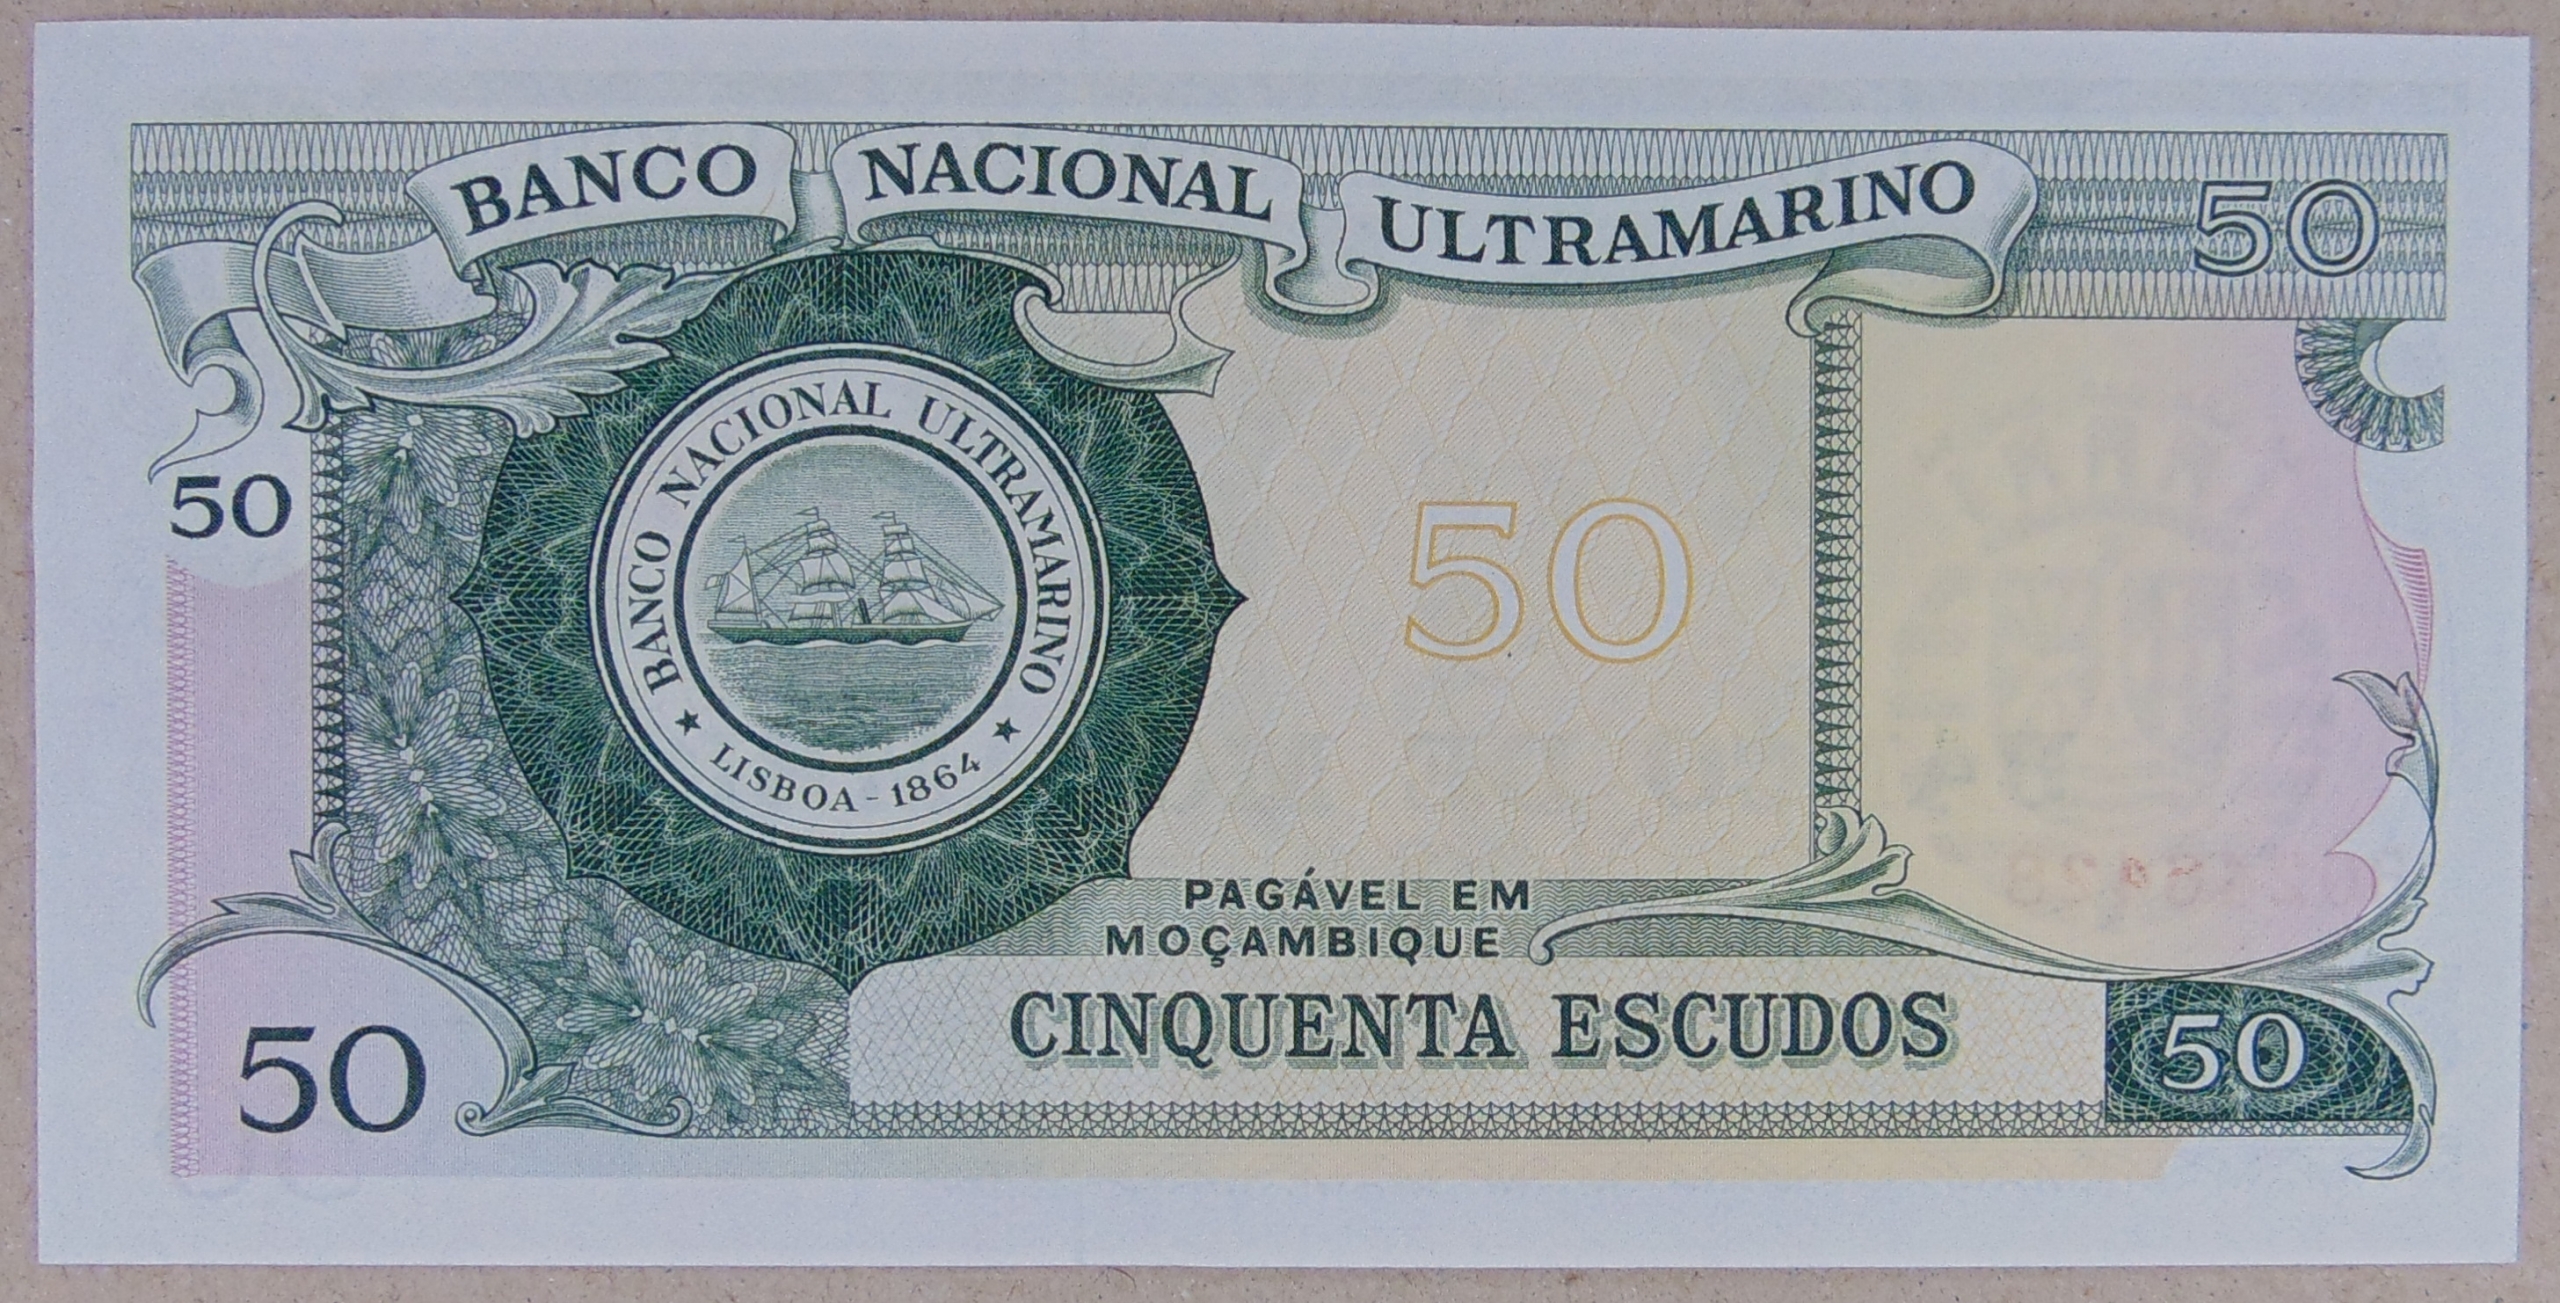 BANCO NACIONAL ULTRAMARINO
50
50
BANCO NACIONAL ULTRAMARINO
★ LISBOA - 1864 ★
50
PAGÁVEL EM
MOÇAMBIQUE
CINQUENTA ESCUDOS
50
50